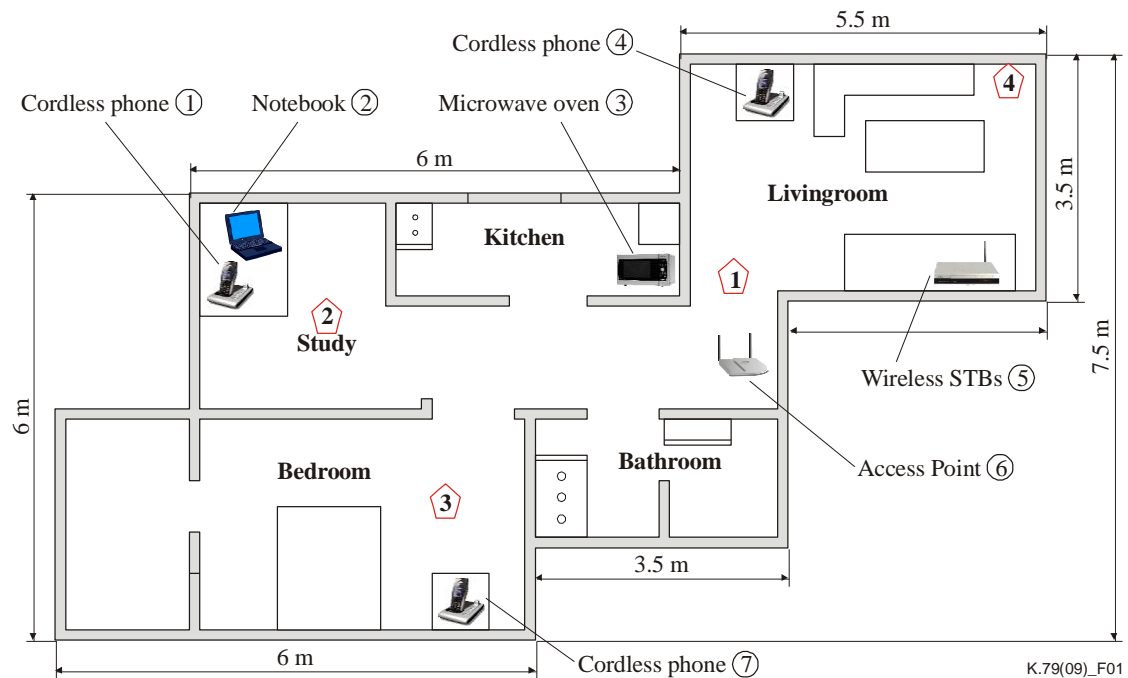 5.5 m
Cordless phone ④
4
Cordless phone ①
Notebook ②
Microwave oven ③
6 m
Livingroom
3.5 m
Kitchen
1
2
Study
7.5 m
Wireless STBs ⑤
6 m
Bedroom
Bathroom
Access Point ⑥
3
3.5 m
6 m
Cordless phone ⑦
K.79(09)_F01